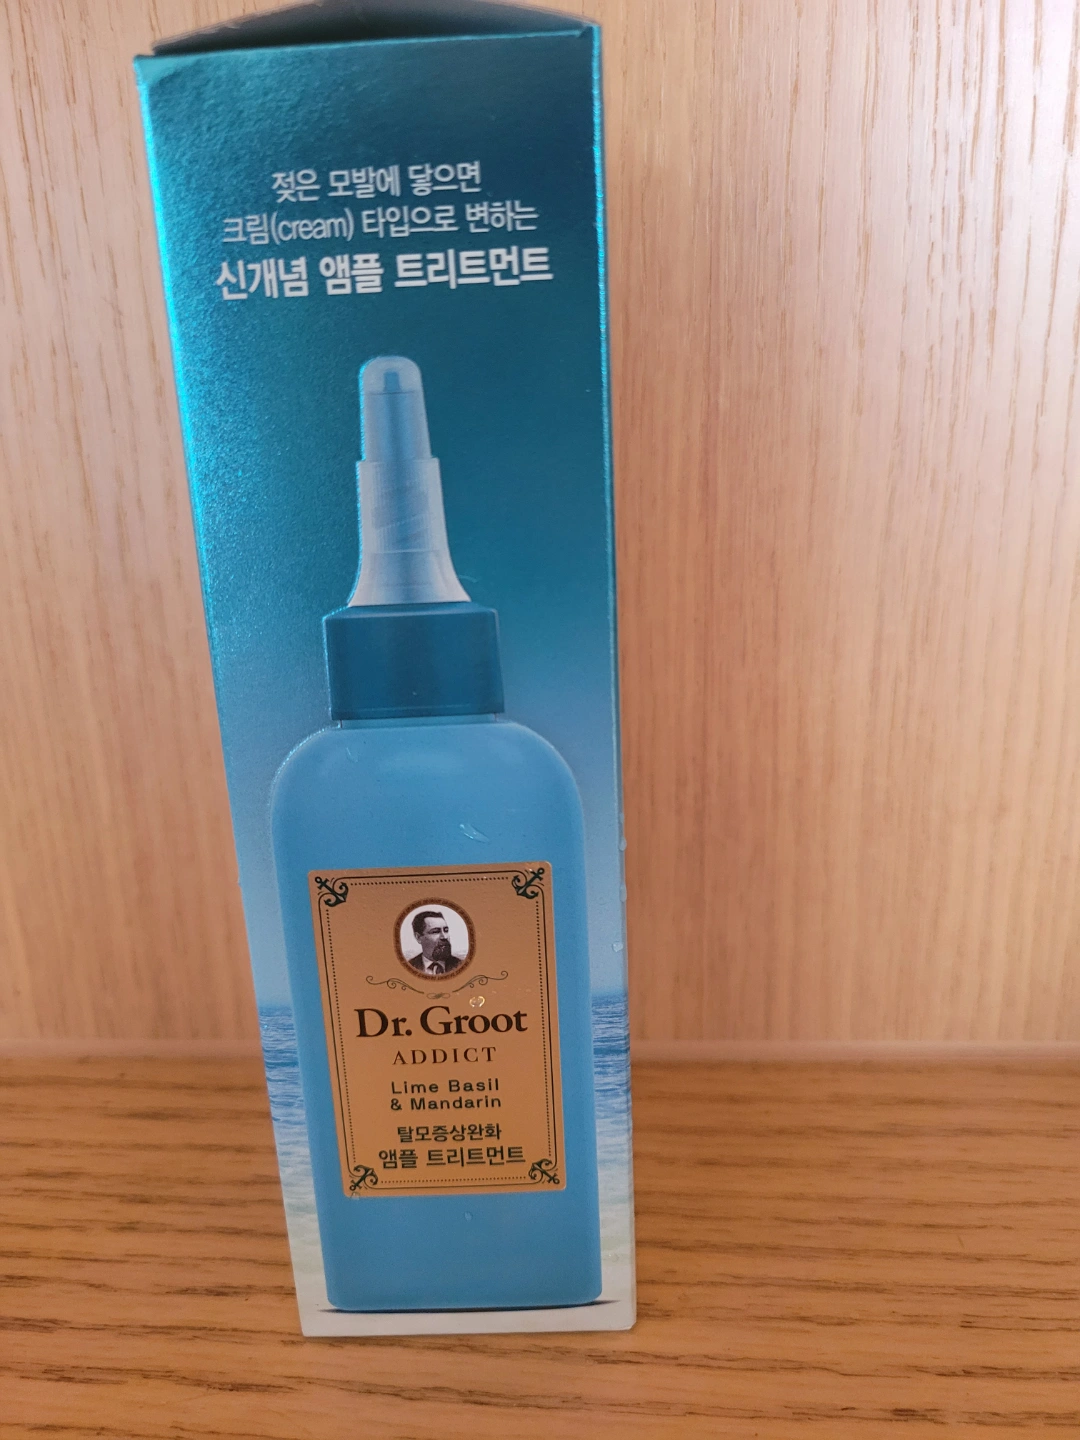 젖은 모발에 닿으면
크림(cream) 타입으로 변하는
신개념 앰플 트리트먼트
Dr. Groot
ADDICT
Lime Basil
& Mandarin
탈모증상완화
앰플 트리트먼트